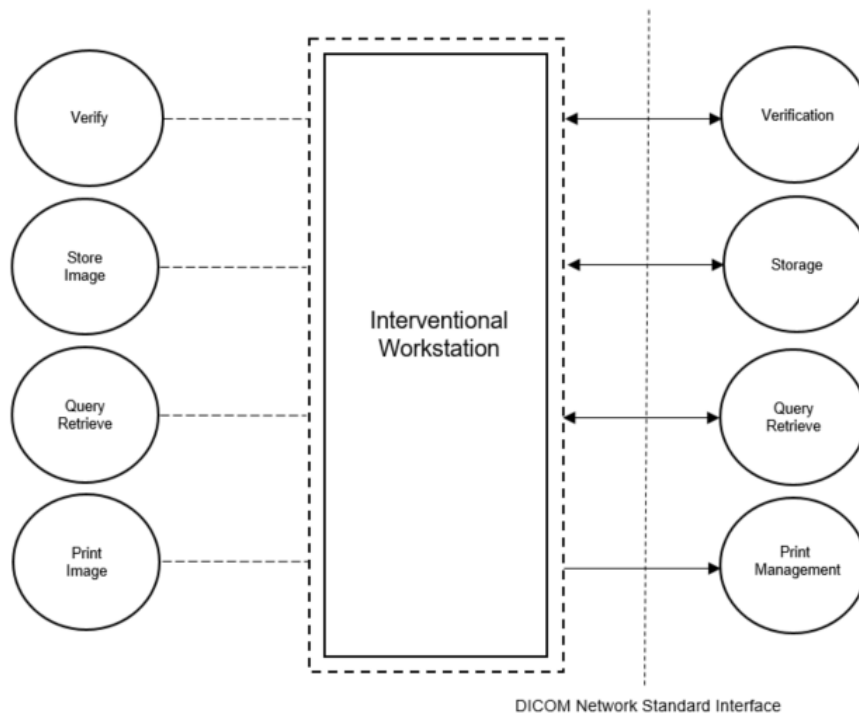 Verify
Verification
Store
Image
Storage
Interventional
Workstation
Query
Retrieve
Query
Retrieve
Print
Image
Print
Management
DICOM Network Standard Interface